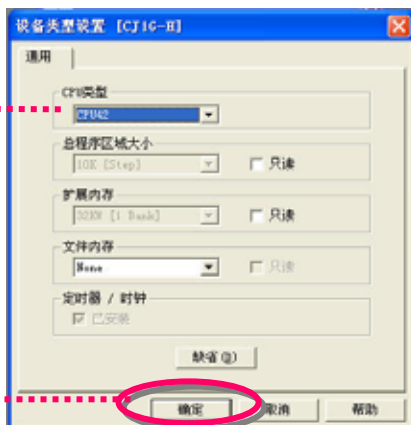 设备类型设置 [CJ1G-H]
通用
CPU类型
CPU42
总程序区域大小
10K [Step]
只读
扩展内存
32KW [1 Bank]
只读
文件内存
None
只读
定时器 / 时钟
已安装
缺省(D)
确定
取消
帮助